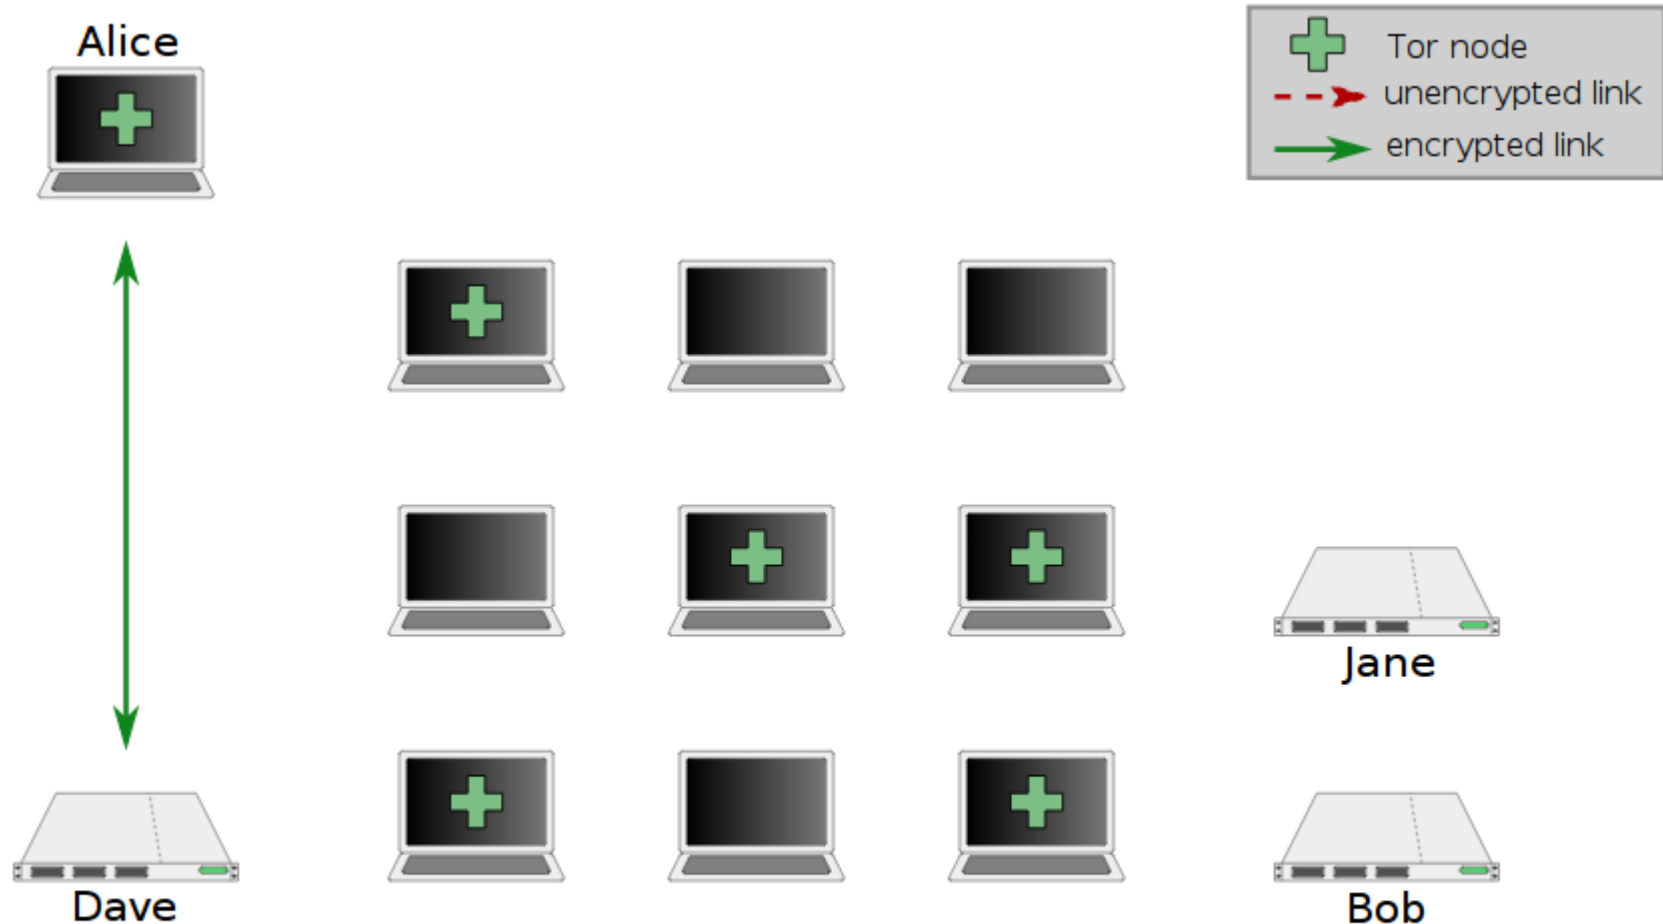 Alice
Tor node
unencrypted link
encrypted link
Jane
Dave
Bob